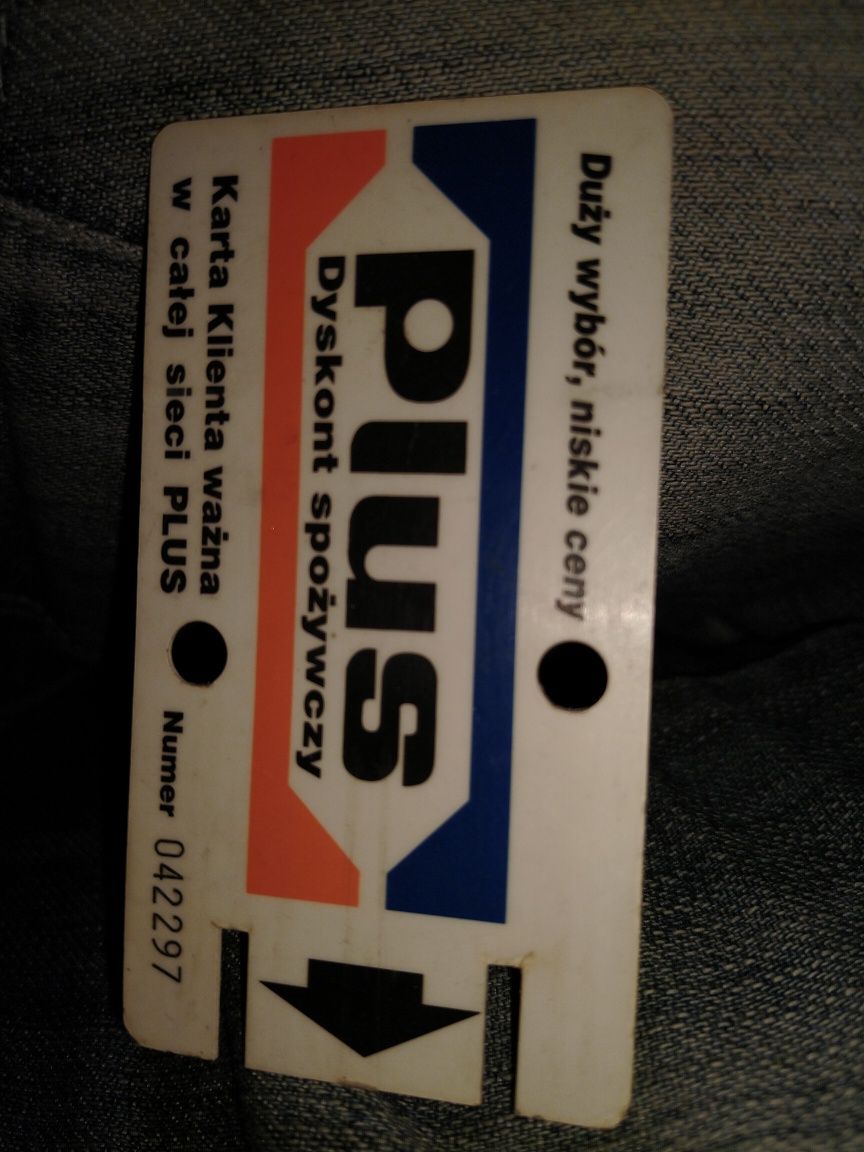 Duży wybór, niskie ceny
plus
Dyskont spożywczy
Karta Klienta ważna
w całej sieci PLUS
Numer 042297